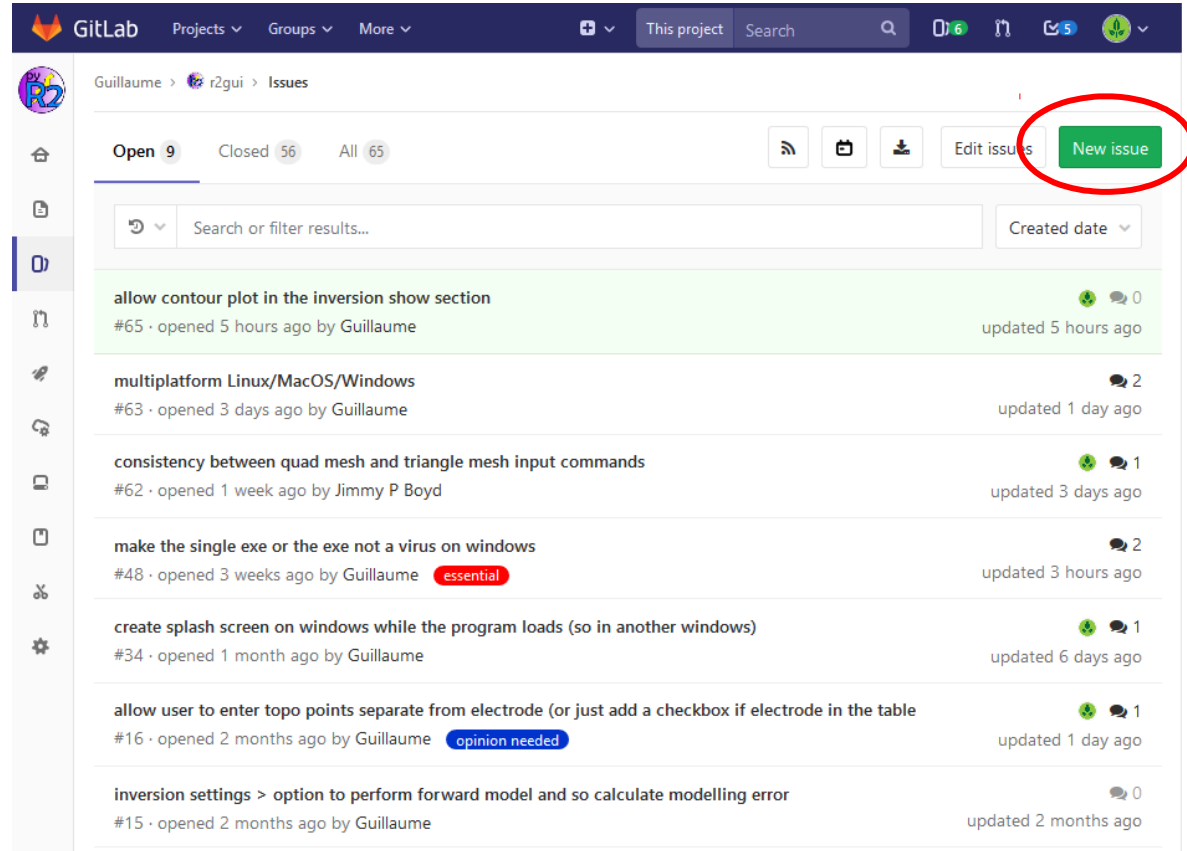 GitLab Projects Groups More This project Search 6 5
py R2 Guillaume > r2gui > Issues
Open 9 Closed 56 All 65 Edit issues New issue
Search or filter results... Created date
allow contour plot in the inversion show section 0
#65 · opened 5 hours ago by Guillaume updated 5 hours ago
multiplatform Linux/MacOS/Windows 2
#63 · opened 3 days ago by Guillaume updated 1 day ago
consistency between quad mesh and triangle mesh input commands 1
#62 · opened 1 week ago by Jimmy P Boyd updated 3 days ago
make the single exe or the exe not a virus on windows 2
#48 · opened 3 weeks ago by Guillaume essential updated 3 hours ago
create splash screen on windows while the program loads (so in another windows) 1
#34 · opened 1 month ago by Guillaume updated 6 days ago
allow user to enter topo points separate from electrode (or just add a checkbox if electrode in the table 1
#16 · opened 2 months ago by Guillaume opinion needed updated 1 day ago
inversion settings > option to perform forward model and so calculate modelling error 0
#15 · opened 2 months ago by Guillaume updated 2 months ago